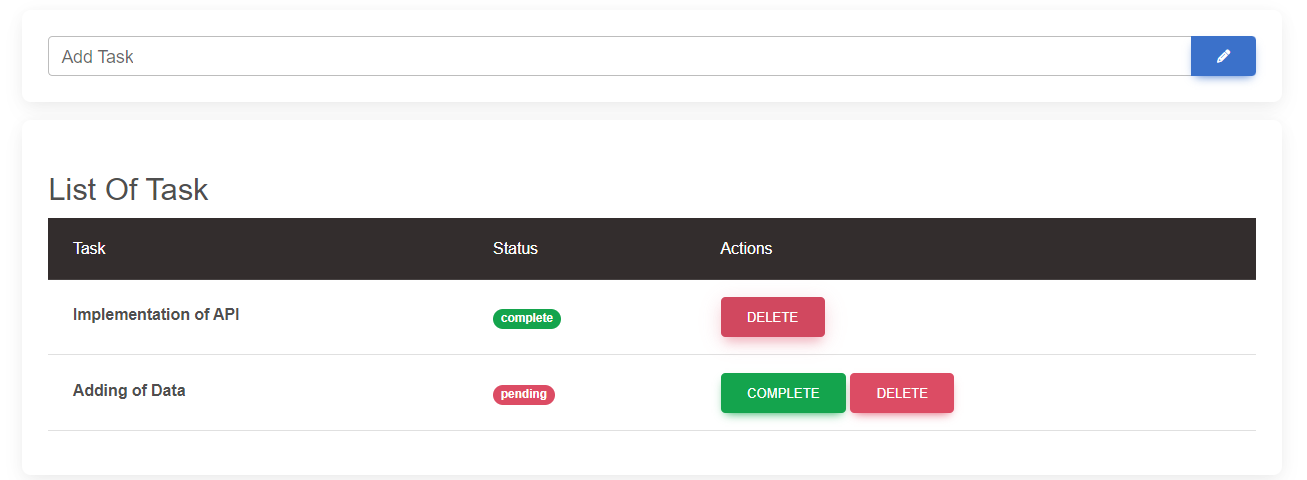 Add Task
List Of Task
Task Status Actions
Implementation of API complete DELETE
Adding of Data pending COMPLETE DELETE